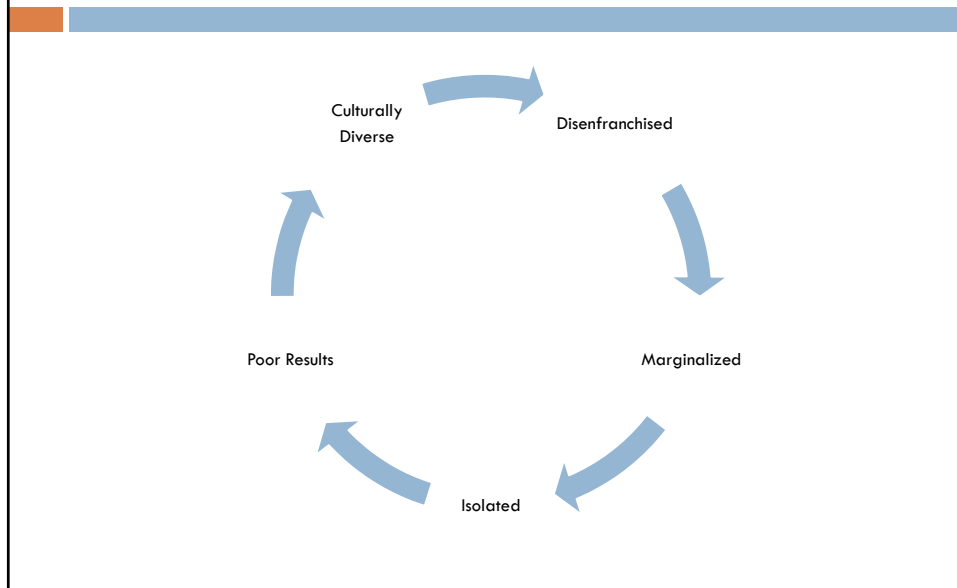 Culturally
Diverse
Disenfranchised
Marginalized
Isolated
Poor Results